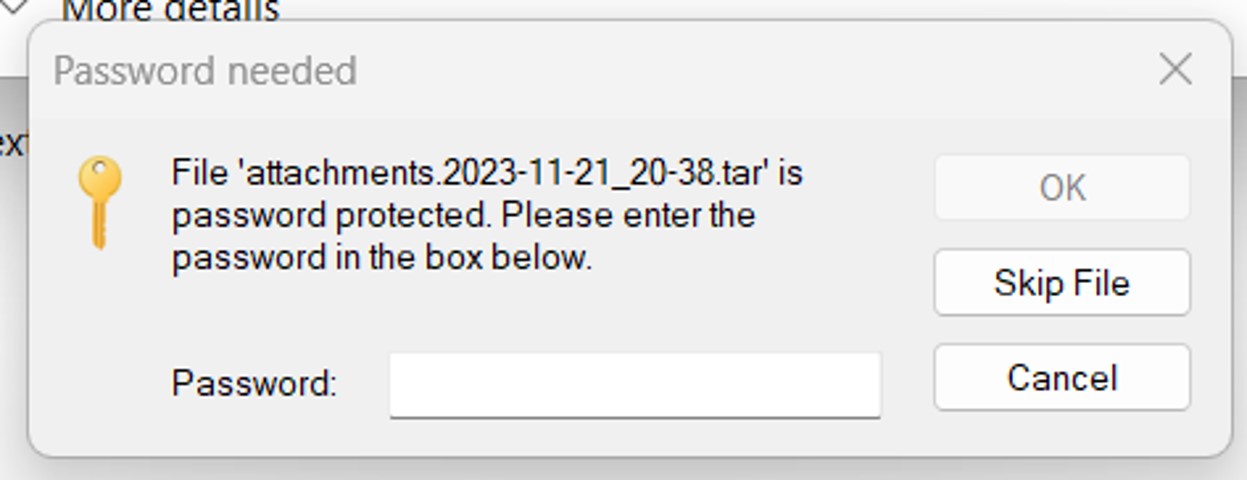 More details
Password needed
ext
File 'attachments.2023-11-21_20-38.tar' is
password protected. Please enter the
password in the box below.
OK
Skip File
Password:
Cancel